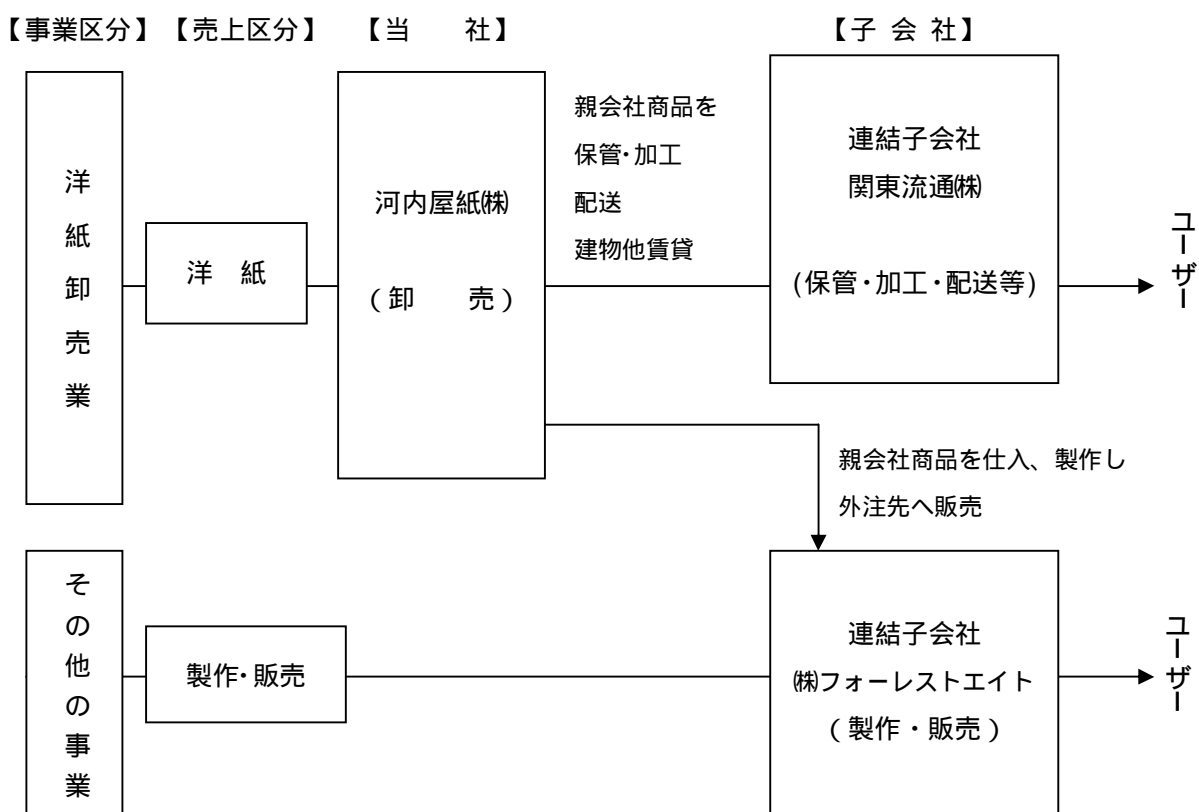 【事業区分】【売上区分】 【当 社】 【子 会 社】
洋紙卸売業
洋 紙
河内屋紙㈱
(卸 売)
親会社商品を
保管・加工
配送
建物他賃貸
連結子会社
関東流通㈱
(保管・加工・配送等)
ユーザー
親会社商品を仕入、製作し
外注先へ販売
その他の事業
製作・販売
連結子会社
㈱フォーレストエイト
(製作・販売)
ユーザー